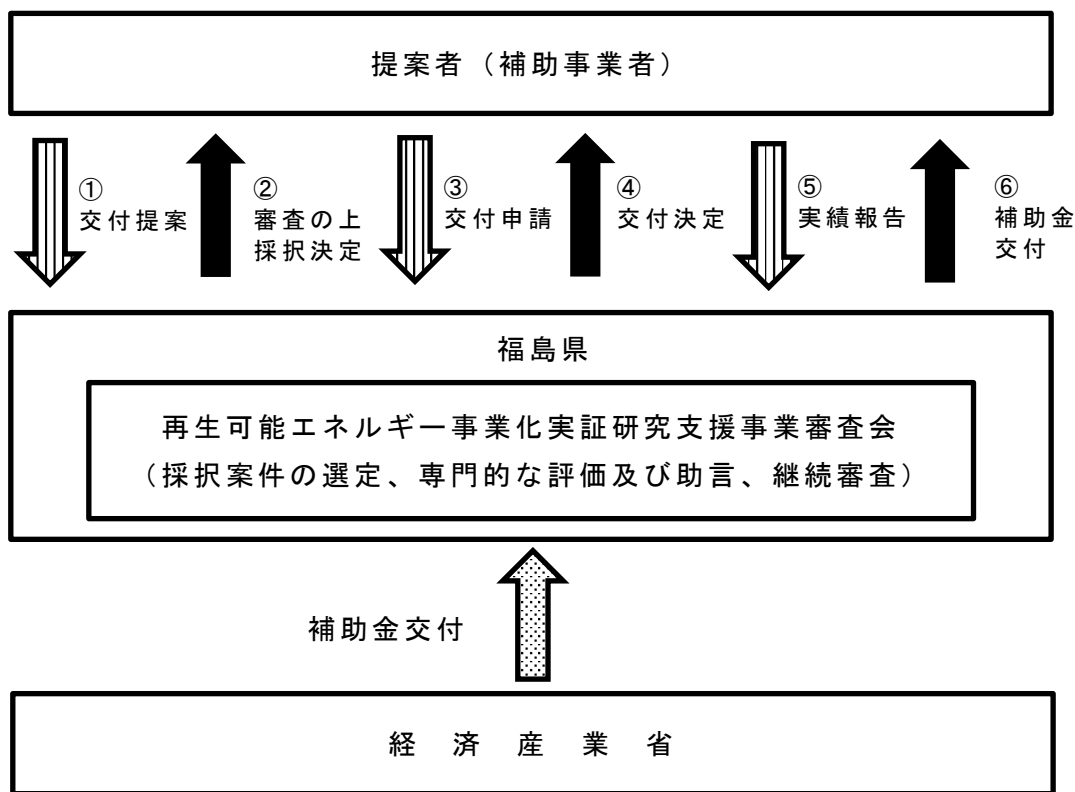 提案者（補助事業者）
①
交付提案
②
審査の上
採択決定
③
交付申請
④
交付決定
⑤
実績報告
⑥
補助金
交付
福島県
再生可能エネルギー事業化実証研究支援事業審査会
（採択案件の選定、専門的な評価及び助言、継続審査）
補助金交付
経済産業省